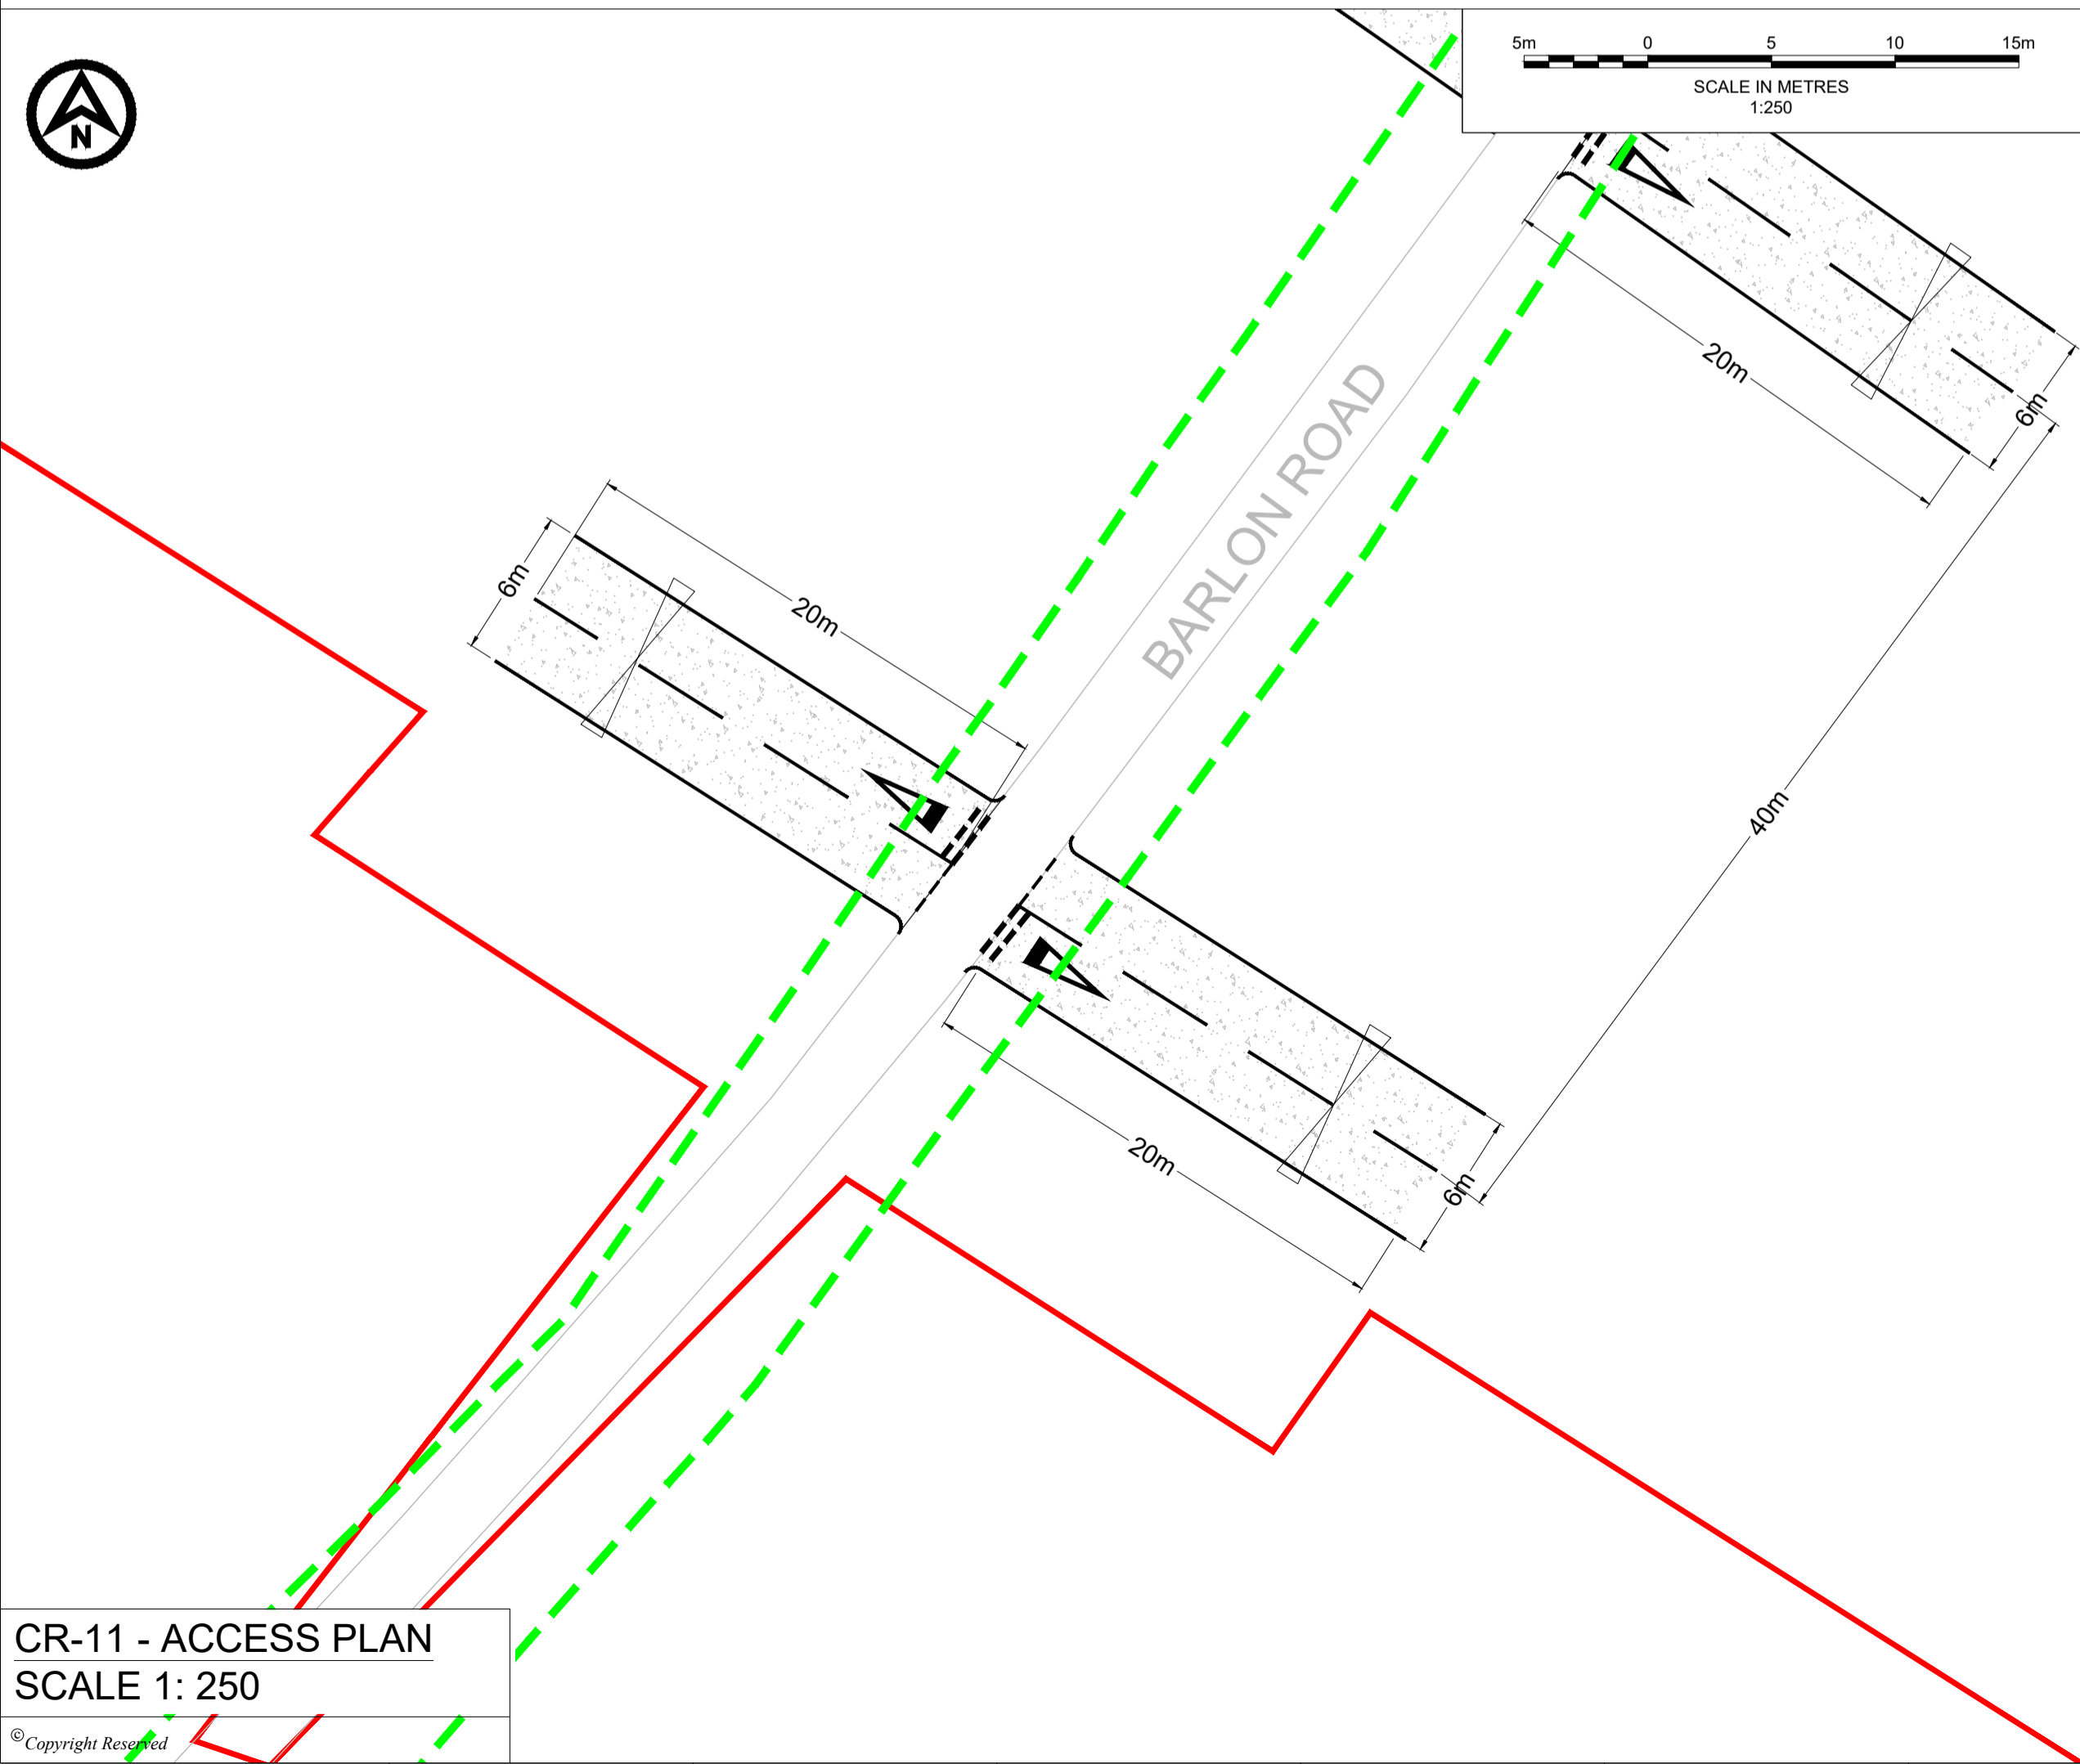 5m 0 5 10 15m
SCALE IN METRES
1:250
N
20m
6m
BARLON ROAD
20m
6m
40m
20m
6m
CR-11 - ACCESS PLAN
SCALE 1: 250
©Copyright Reserved